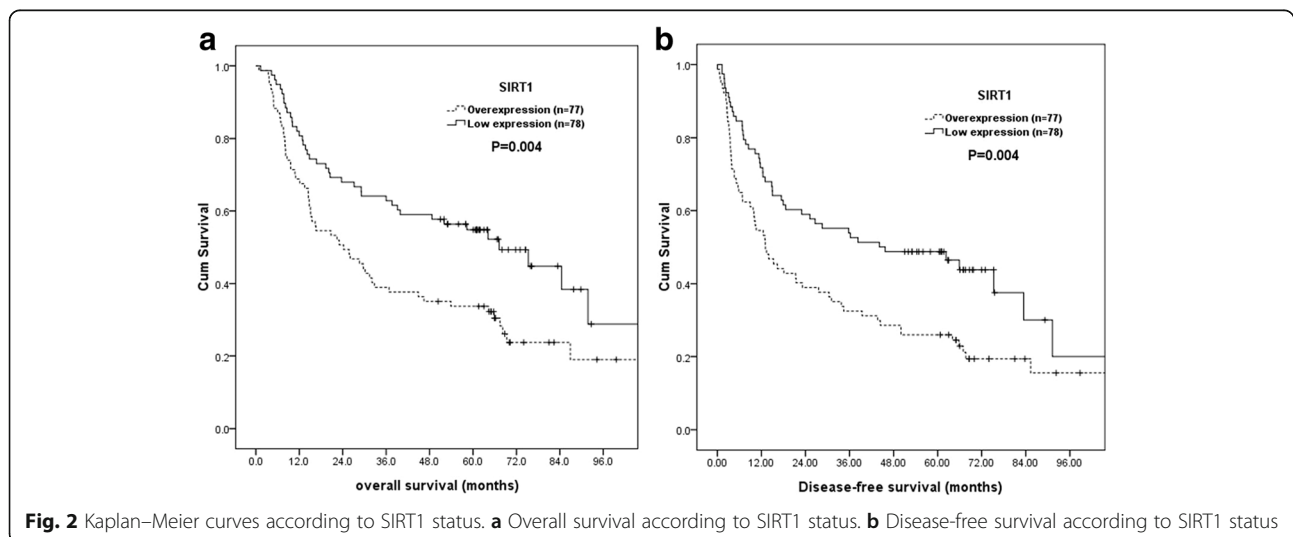 a
SIRT1
Overexpression (n=77)
Low expression (n=78)
P=0.004
Cum Survival
1.0
0.8
0.6
0.4
0.2
0.0
0.0 12.0 24.0 36.0 48.0 60.0 72.0 84.0 96.0
overall survival (months)
b
SIRT1
Overexpression (n=77)
Low expression (n=78)
P=0.004
Cum Survival
1.0
0.8
0.6
0.4
0.2
0.0
0.00 12.00 24.00 36.00 48.00 60.00 72.00 84.00 96.00
Disease-free survival (months)
Fig. 2 Kaplan–Meier curves according to SIRT1 status. a Overall survival according to SIRT1 status. b Disease-free survival according to SIRT1 status